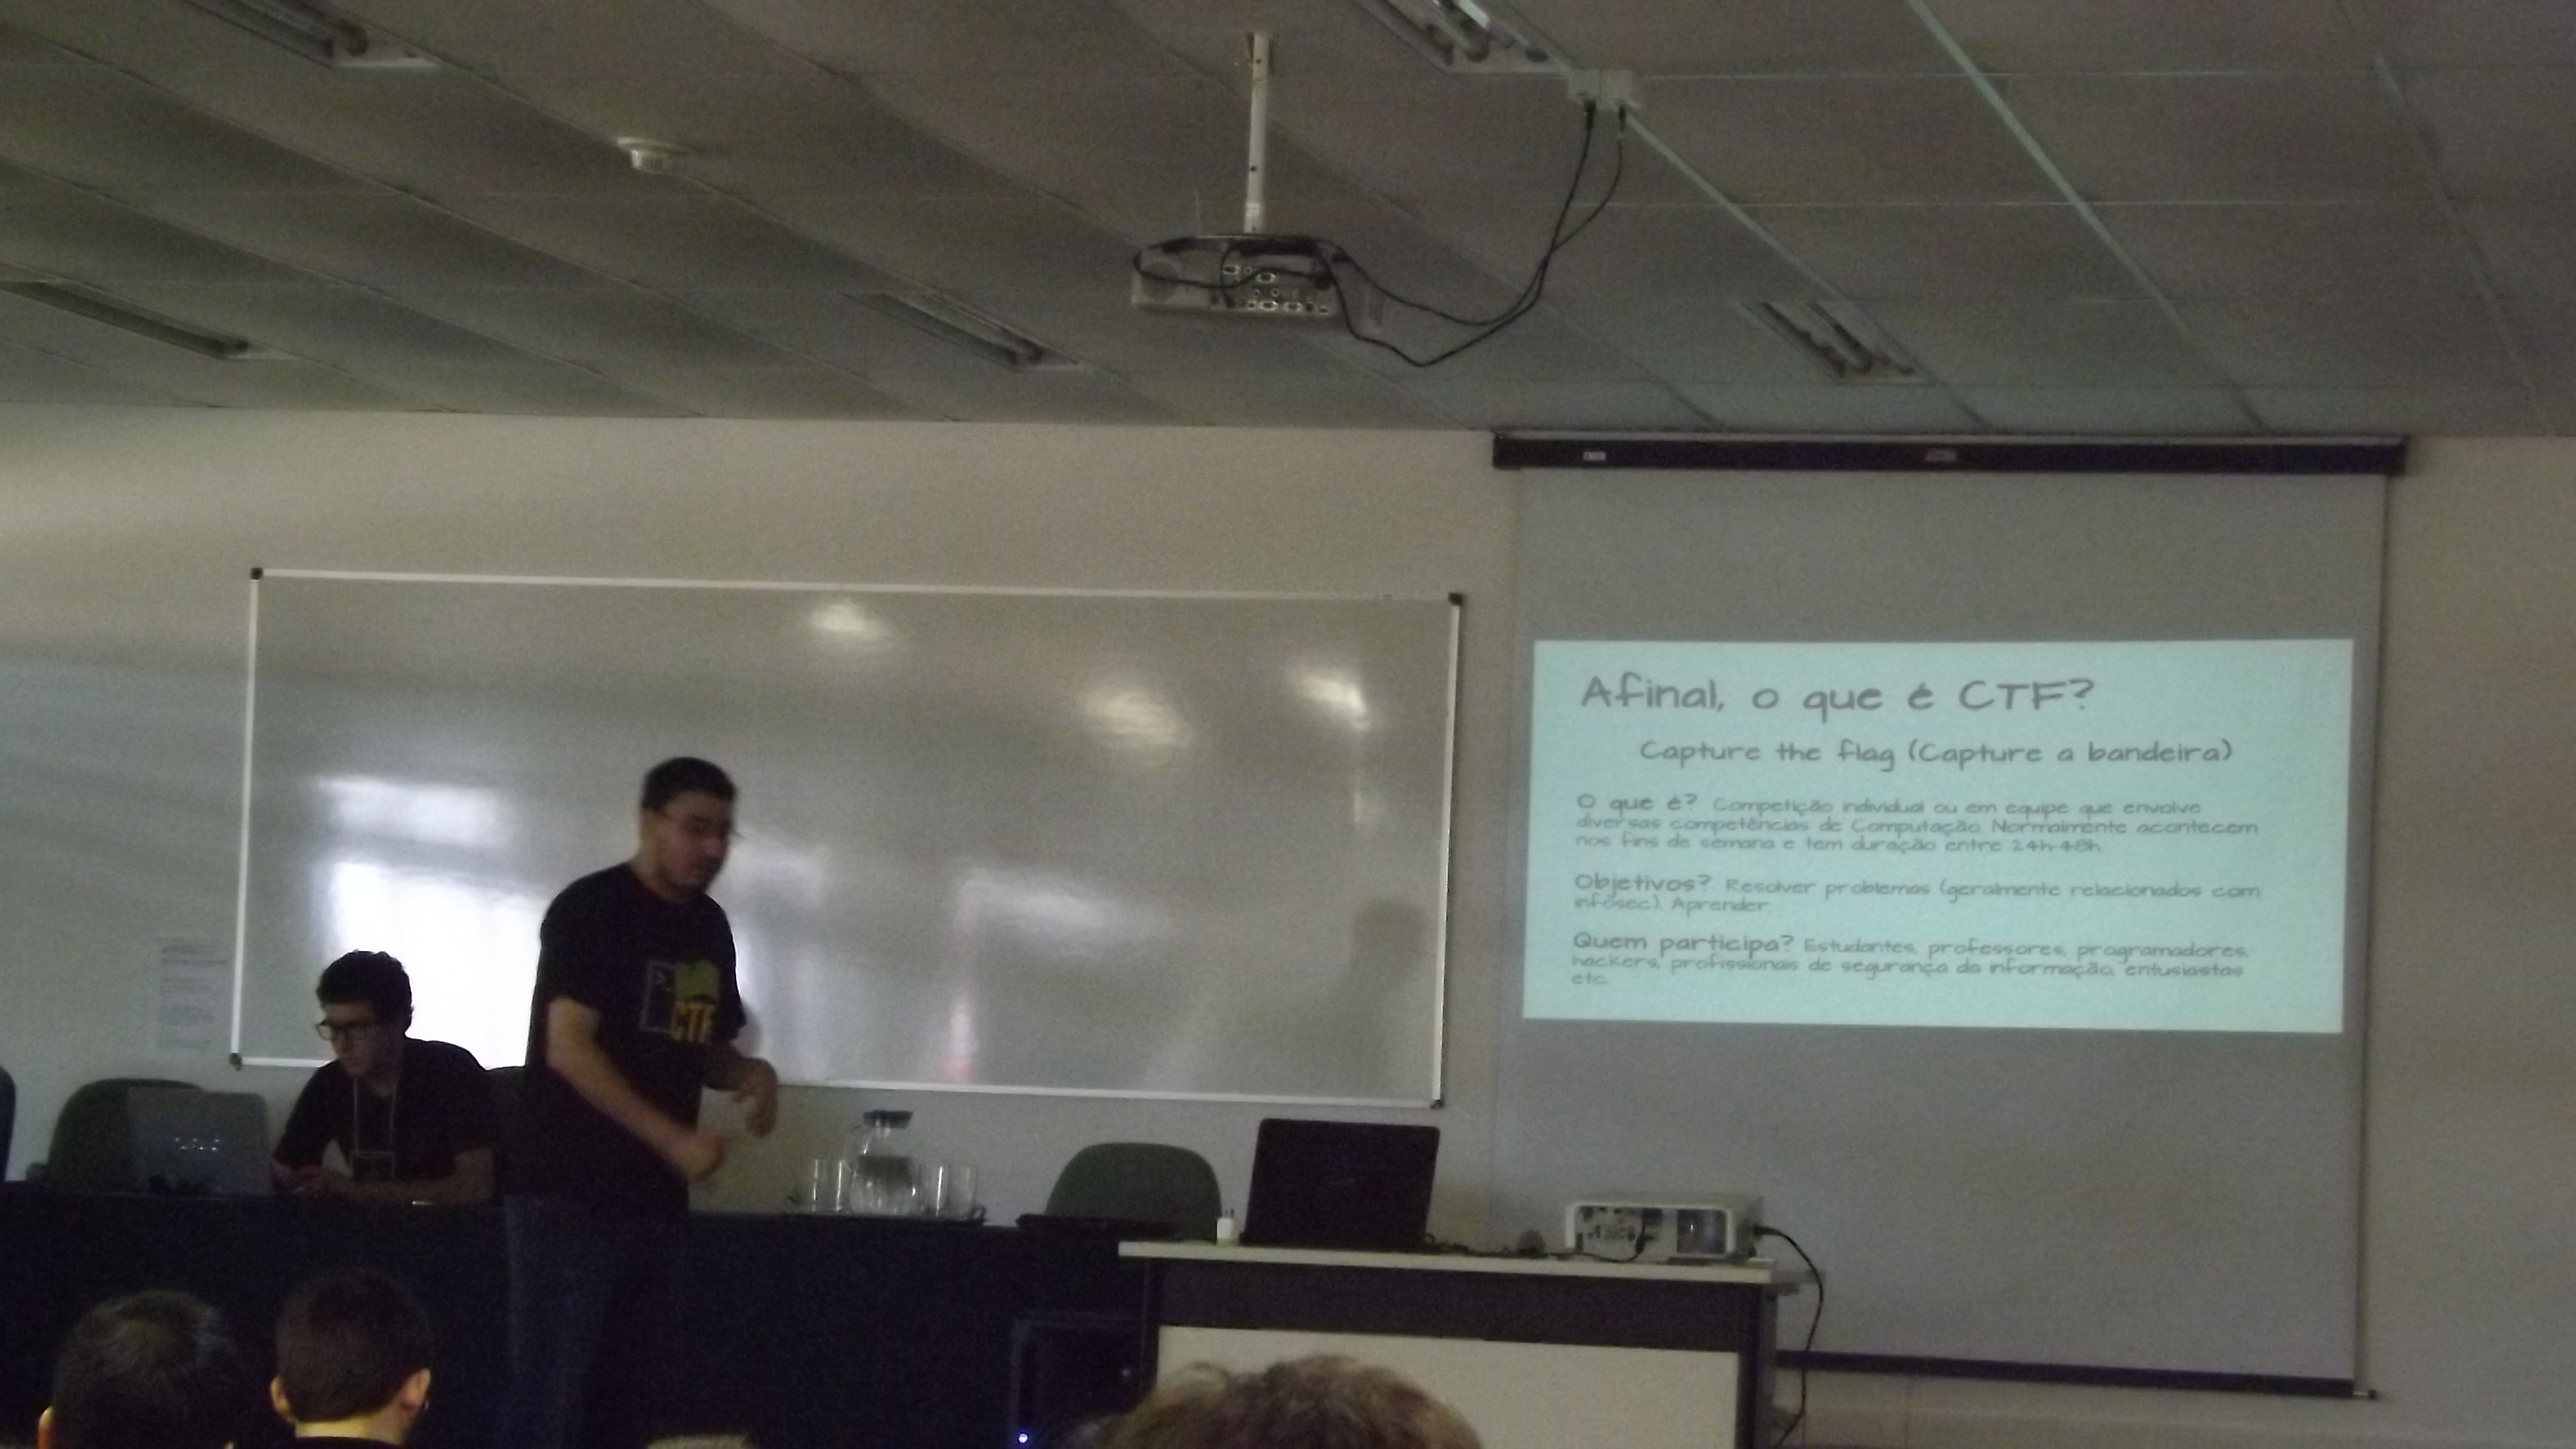 Afinal, o que é CTF?
Capture the flag (Capture a bandeira)
O que é? Competição individual ou em equipe que envolve
diversas competências de Computação. Normalmente acontecem
nos fins de semana e tem duração entre 24h-48h.
Objetivos? Resolver problemas (geralmente relacionados com
infosec). Aprender.
Quem participa? Estudantes, professores, programadores,
hackers, profissionais de segurança da informação, entusiastas
etc.
>_
CTF
VAIO